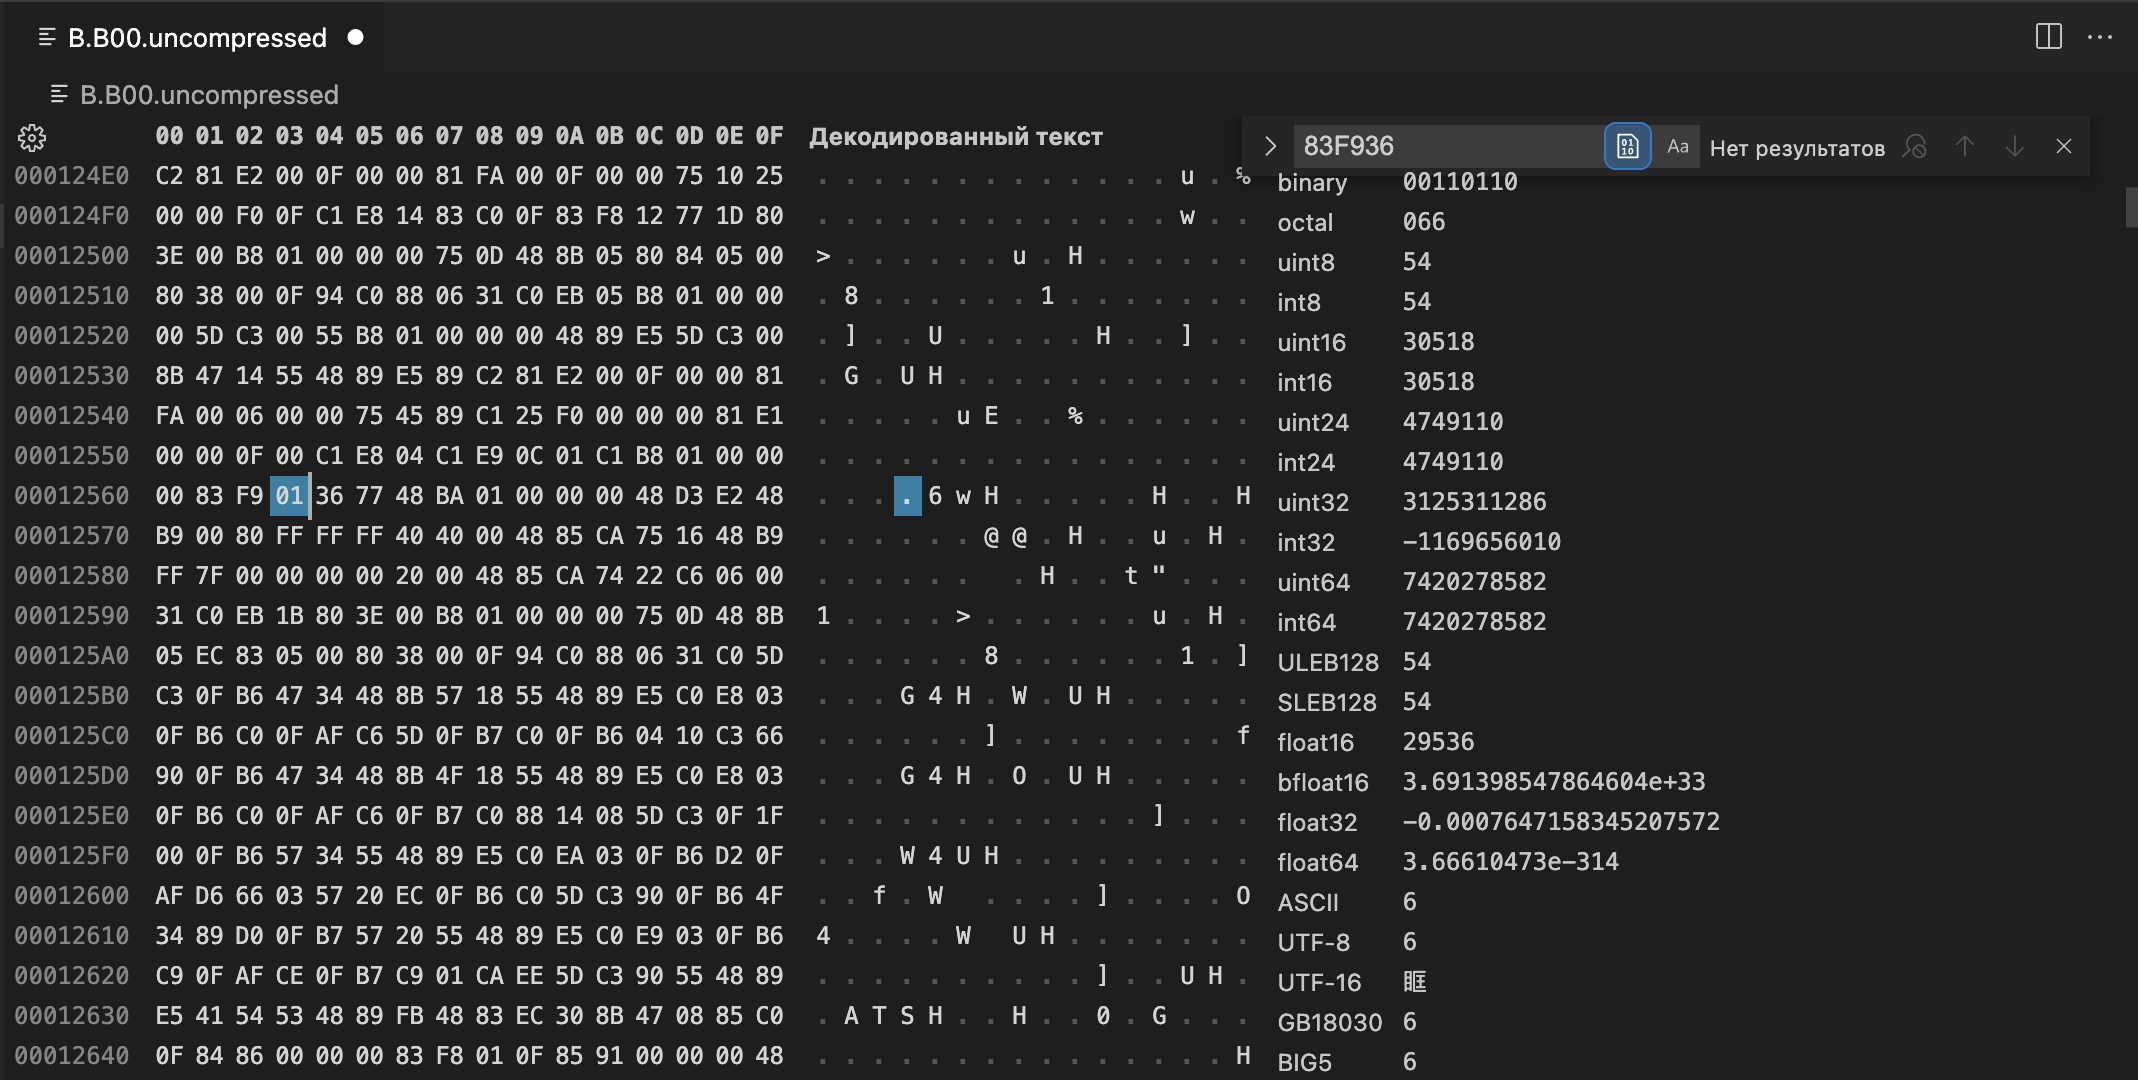 B.B00.uncompressed
B.B00.uncompressed
00 01 02 03 04 05 06 07 08 09 0A 0B 0C 0D 0E 0F Декодированный текст
83F936 Aa Нет результатов
000124E0 C2 81 E2 00 0F 00 00 81 FA 00 0F 00 00 75 10 25 . . . . . . . . . . . . . u . % binary 00110110
000124F0 00 00 F0 0F C1 E8 14 83 C0 0F 83 F8 12 77 1D 80 . . . . . . . . . . . . . w . . octal 066
00012500 3E 00 B8 01 00 00 00 75 0D 48 8B 05 80 84 05 00 > . . . . . . u . H . . . . . . uint8 54
00012510 80 38 00 0F 94 C0 88 06 31 C0 EB 05 B8 01 00 00 . 8 . . . . . . 1 . . . . . . . int8 54
00012520 00 5D C3 00 55 B8 01 00 00 00 48 89 E5 5D C3 00 . ] . . U . . . . . H . . ] . . uint16 30518
00012530 8B 47 14 55 48 89 E5 89 C2 81 E2 00 0F 00 00 81 . G . U H . . . . . . . . . . . int16 30518
00012540 FA 00 06 00 00 75 45 89 C1 25 F0 00 00 00 81 E1 . . . . . u E . . % . . . . . . uint24 4749110
00012550 00 00 0F 00 C1 E8 04 C1 E9 0C 01 C1 B8 01 00 00 . . . . . . . . . . . . . . . . int24 4749110
00012560 00 83 F9 01 36 77 48 BA 01 00 00 00 48 D3 E2 48 . . . . 6 w H . . . . . H . . H uint32 3125311286
00012570 B9 00 80 FF FF FF 40 40 00 48 85 CA 75 16 48 B9 . . . . . . @ @ . H . . u . H . int32 -1169656010
00012580 FF 7F 00 00 00 00 20 00 48 85 CA 74 22 C6 06 00 . . . . . .   . H . . t " . . . uint64 7420278582
00012590 31 C0 EB 1B 80 3E 00 B8 01 00 00 00 75 0D 48 8B 1 . . . . > . . . . . . u . H . int64 7420278582
000125A0 05 EC 83 05 00 80 38 00 0F 94 C0 88 06 31 C0 5D . . . . . . 8 . . . . . . 1 . ] ULEB128 54
000125B0 C3 0F B6 47 34 48 8B 57 18 55 48 89 E5 C0 E8 03 . . . G 4 H . W . U H . . . . . SLEB128 54
000125C0 0F B6 C0 0F AF C6 5D 0F B7 C0 0F B6 04 10 C3 66 . . . . . . ] . . . . . . . . f float16 29536
000125D0 90 0F B6 47 34 48 8B 4F 18 55 48 89 E5 C0 E8 03 . . . G 4 H . O . U H . . . . . bfloat16 3.691398547864604e+33
000125E0 0F B6 C0 0F AF C6 0F B7 C0 88 14 08 5D C3 0F 1F . . . . . . . . . . . . ] . . . float32 -0.0007647158345207572
000125F0 00 0F B6 57 34 55 48 89 E5 C0 EA 03 0F B6 D2 0F . . . W 4 U H . . . . . . . . . float64 3.66610473e-314
00012600 AF D6 66 03 57 20 EC 0F B6 C0 5D C3 90 0F B6 4F . . f . W   . . . . ] . . . . O ASCII 6
00012610 34 89 D0 0F B7 57 20 55 48 89 E5 C0 E9 03 0F B6 4 . . . . W   U H . . . . . . . UTF-8 6
00012620 C9 0F AF CE 0F B7 C9 01 CA EE 5D C3 90 55 48 89 . . . . . . . . . . ] . . U H . UTF-16 眶
00012630 E5 41 54 53 48 89 FB 48 83 EC 30 8B 47 08 85 C0 . A T S H . . H . . 0 . G . . . GB18030 6
00012640 0F 84 86 00 00 00 83 F8 01 0F 85 91 00 00 00 48 . . . . . . . . . . . . . . . H BIG5 6